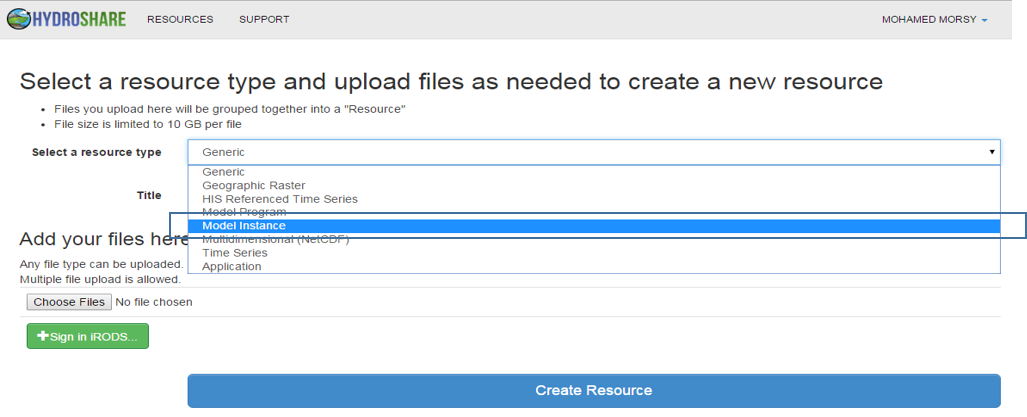 HYDROSHARE RESOURCES SUPPORT MOHAMED MORSY
Select a resource type and upload files as needed to create a new resource
• Files you upload here will be grouped together into a "Resource"
• File size is limited to 10 GB per file
Select a resource type Generic
Generic
Geographic Raster
Title
HIS Referenced Time Series
Model Program
Model Instance
Add your files here
Multidimensional (NetCDF)
Time Series
Any file type can be uploaded.
Application
Multiple file upload is allowed.
Choose Files No file chosen
+Sign in iRODS...
Create Resource